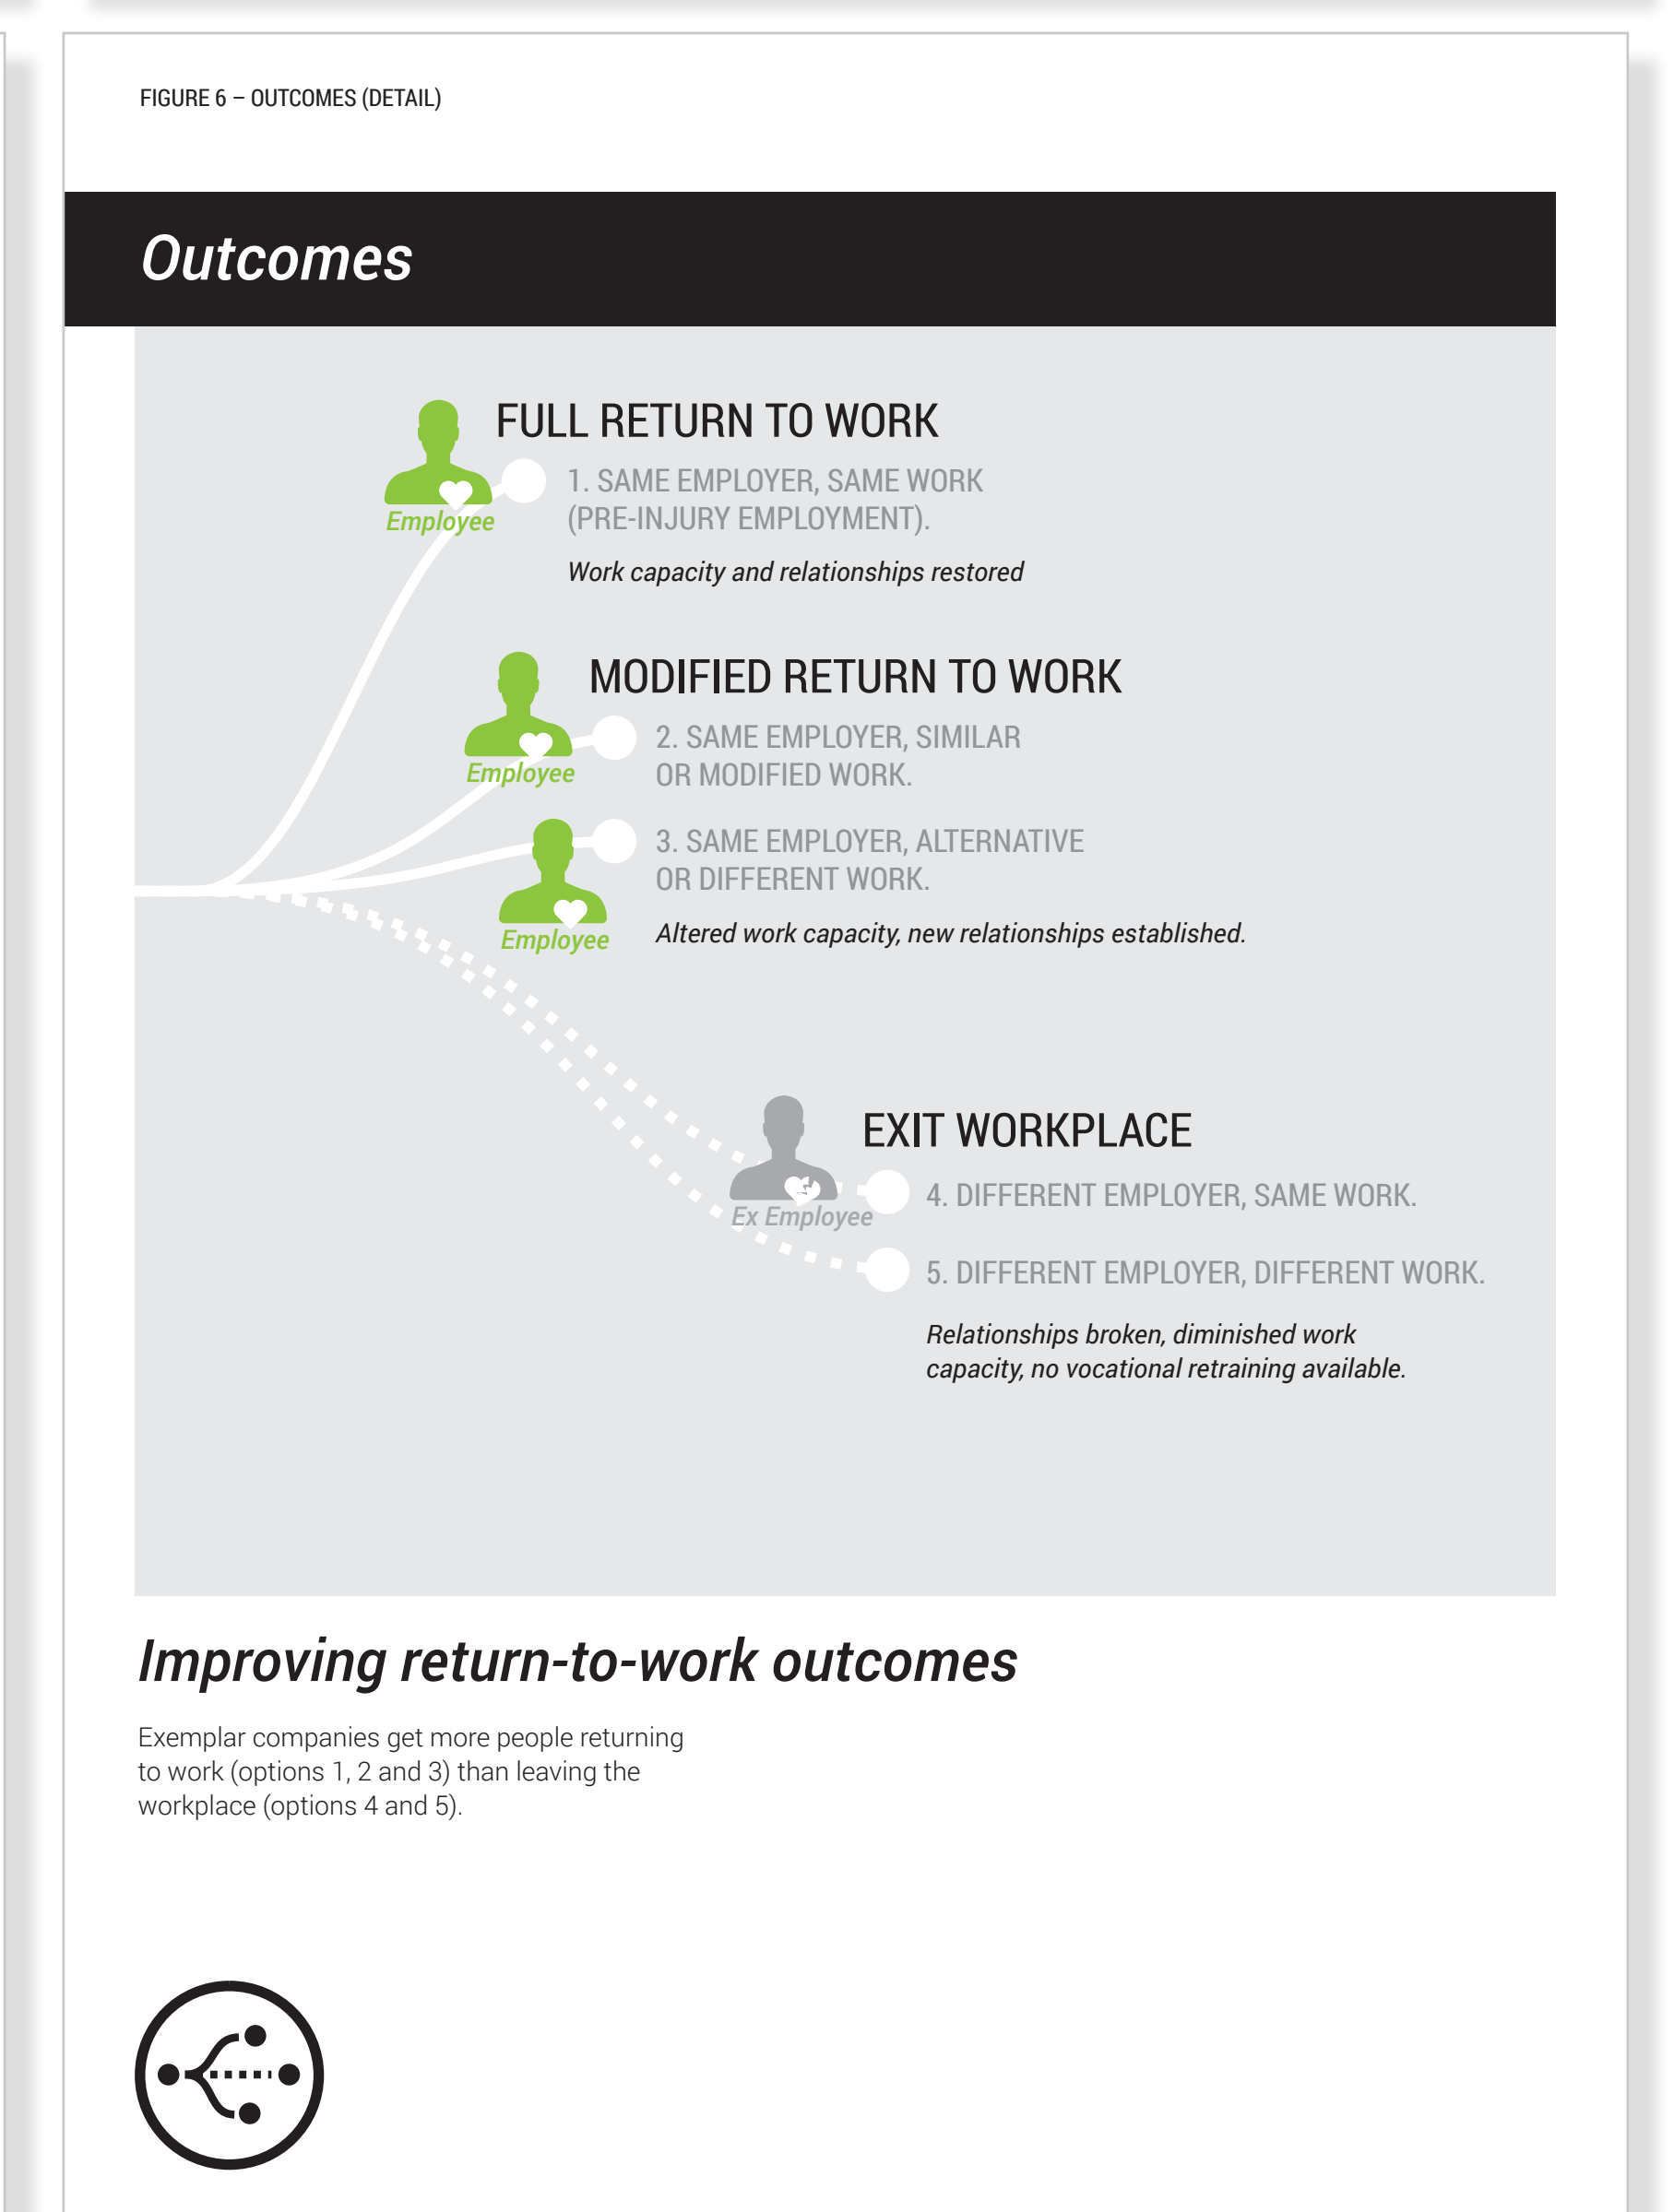 FIGURE 6 – OUTCOMES (DETAIL)
Outcomes
FULL RETURN TO WORK
Employee
1. SAME EMPLOYER, SAME WORK
(PRE-INJURY EMPLOYMENT).
Work capacity and relationships restored
MODIFIED RETURN TO WORK
Employee
2. SAME EMPLOYER, SIMILAR
OR MODIFIED WORK.
Employee
3. SAME EMPLOYER, ALTERNATIVE
OR DIFFERENT WORK.
Altered work capacity, new relationships established.
EXIT WORKPLACE
Ex Employee
4. DIFFERENT EMPLOYER, SAME WORK.
5. DIFFERENT EMPLOYER, DIFFERENT WORK.
Relationships broken, diminished work
capacity, no vocational retraining available.
Improving return-to-work outcomes
Exemplar companies get more people returning
to work (options 1, 2 and 3) than leaving the
workplace (options 4 and 5).